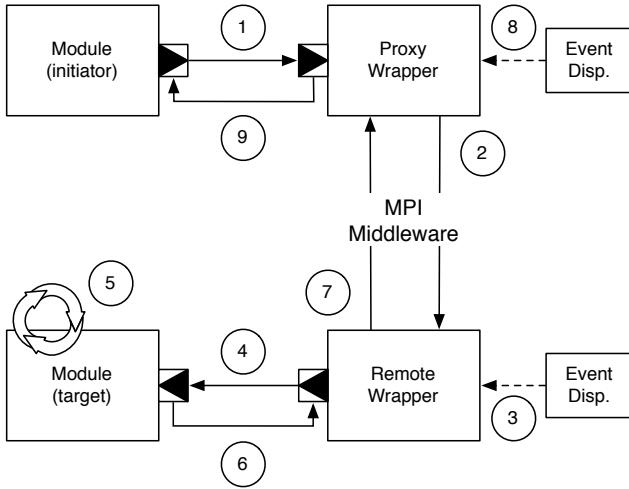 1
8
Module
(initiator)
Proxy
Wrapper
Event
Disp.
9
2
MPI
Middleware
5
7
4
Module
(target)
Remote
Wrapper
Event
Disp.
6
3